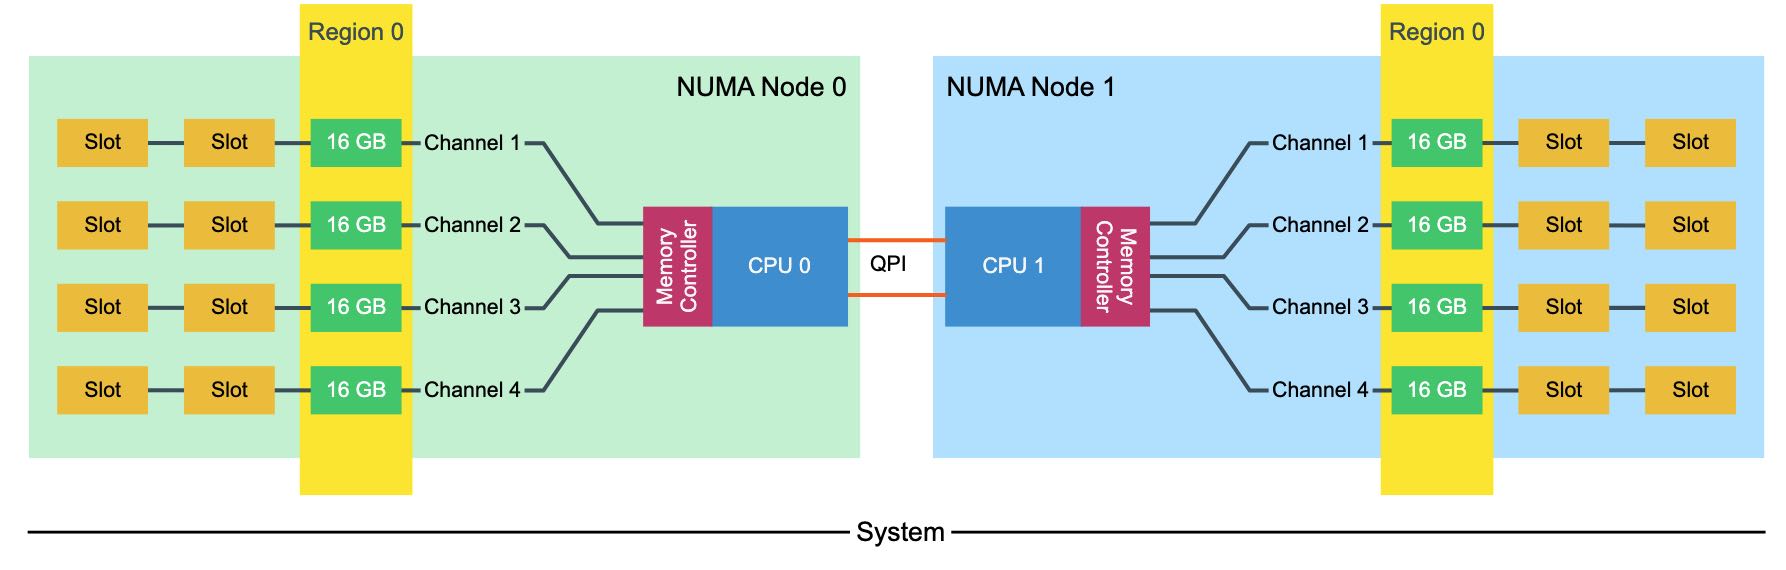 Region 0
Region 0
NUMA Node 0
NUMA Node 1
Slot Slot 16 GB Channel 1
Channel 1 16 GB Slot Slot
Slot Slot 16 GB Channel 2
Channel 2 16 GB Slot Slot
Memory
Controller
CPU 0
QPI
CPU 1
Memory
Controller
Slot Slot 16 GB Channel 3
Channel 3 16 GB Slot Slot
Slot Slot 16 GB Channel 4
Channel 4 16 GB Slot Slot
System